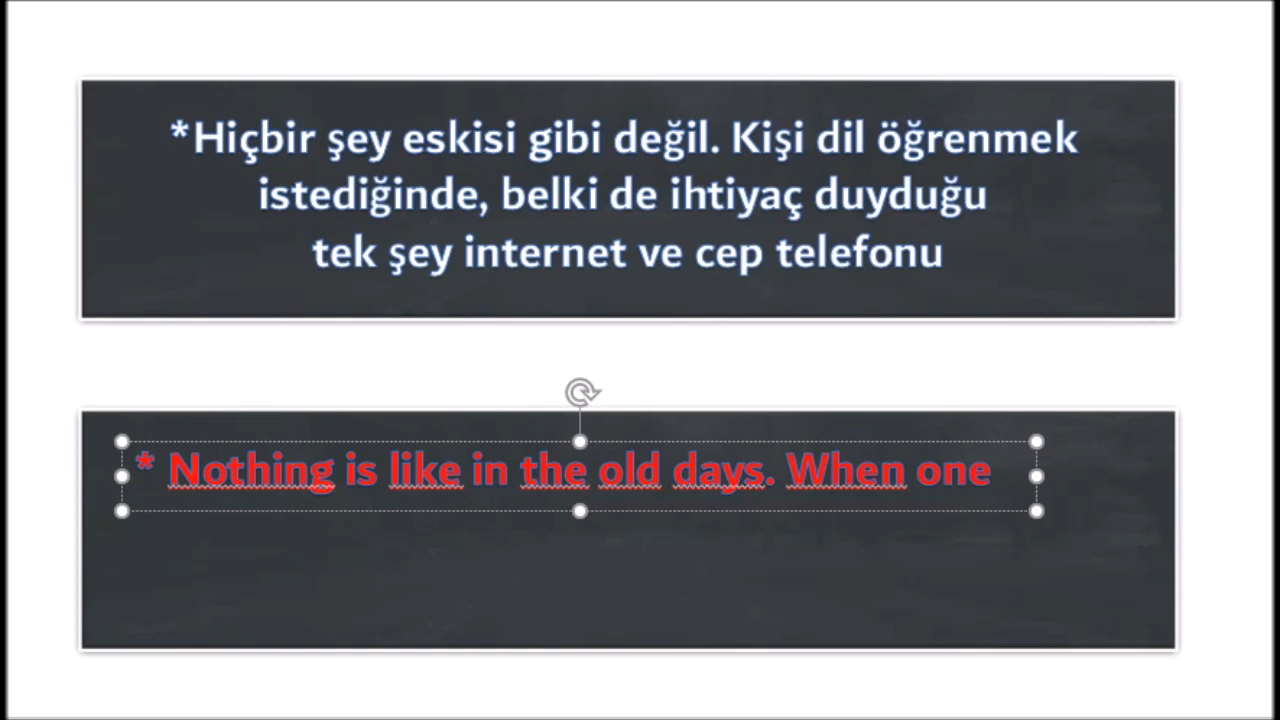 *Hiçbir şey eskisi gibi değil. Kişi dil öğrenmek
istediğinde, belki de ihtiyaç duyduğu
tek şey internet ve cep telefonu
* Nothing is like in the old days. When one